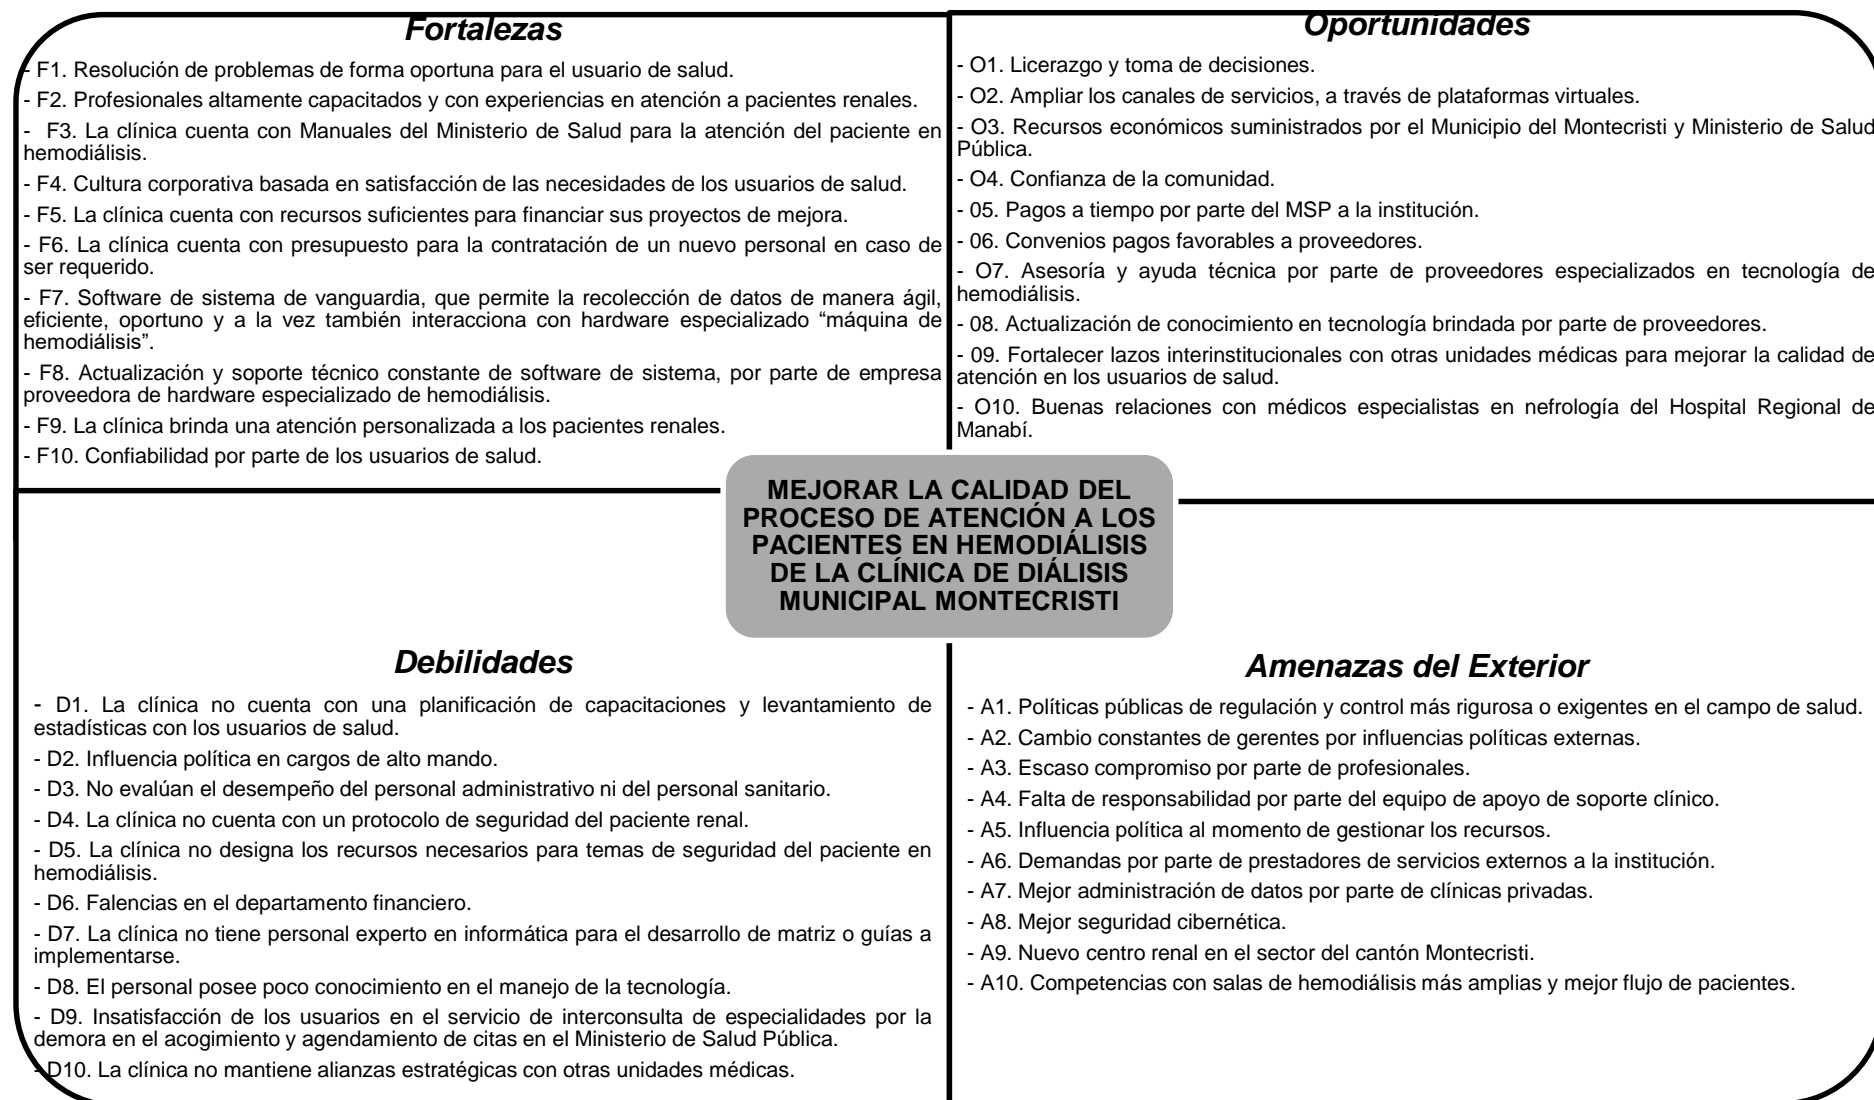 Fortalezas
- F1. Resolución de problemas de forma oportuna para el usuario de salud.
- F2. Profesionales altamente capacitados y con experiencias en atención a pacientes renales.
- F3. La clínica cuenta con Manuales del Ministerio de Salud para la atención del paciente en
hemodiálisis.
- F4. Cultura corporativa basada en satisfacción de las necesidades de los usuarios de salud.
- F5. La clínica cuenta con recursos suficientes para financiar sus proyectos de mejora.
- F6. La clínica cuenta con presupuesto para la contratación de un nuevo personal en caso de
ser requerido.
- F7. Software de sistema de vanguardia, que permite la recolección de datos de manera ágil,
eficiente, oportuno y a la vez también interacciona con hardware especializado “máquina de
hemodiálisis”.
- F8. Actualización y soporte técnico constante de software de sistema, por parte de empresa
proveedora de hardware especializado de hemodiálisis.
- F9. La clínica brinda una atención personalizada a los pacientes renales.
- F10. Confiabilidad por parte de los usuarios de salud.
Oportunidades
- O1. Licerazgo y toma de decisiones.
- O2. Ampliar los canales de servicios, a través de plataformas virtuales.
- O3. Recursos económicos suministrados por el Municipio del Montecristi y Ministerio de Salud
Pública.
- O4. Confianza de la comunidad.
- 05. Pagos a tiempo por parte del MSP a la institución.
- 06. Convenios pagos favorables a proveedores.
- O7. Asesoría y ayuda técnica por parte de proveedores especializados en tecnología de
hemodiálisis.
- 08. Actualización de conocimiento en tecnología brindada por parte de proveedores.
- 09. Fortalecer lazos interinstitucionales con otras unidades médicas para mejorar la calidad de
atención en los usuarios de salud.
- O10. Buenas relaciones con médicos especialistas en nefrología del Hospital Regional de
Manabí.
MEJORAR LA CALIDAD DEL
PROCESO DE ATENCIÓN A LOS
PACIENTES EN HEMODIÁLISIS
DE LA CLÍNICA DE DIÁLISIS
MUNICIPAL MONTECRISTI
Debilidades
- D1. La clínica no cuenta con una planificación de capacitaciones y levantamiento de
estadísticas con los usuarios de salud.
- D2. Influencia política en cargos de alto mando.
- D3. No evalúan el desempeño del personal administrativo ni del personal sanitario.
- D4. La clínica no cuenta con un protocolo de seguridad del paciente renal.
- D5. La clínica no designa los recursos necesarios para temas de seguridad del paciente en
hemodiálisis.
- D6. Falencias en el departamento financiero.
- D7. La clínica no tiene personal experto en informática para el desarrollo de matriz o guías a
implementarse.
- D8. El personal posee poco conocimiento en el manejo de la tecnología.
- D9. Insatisfacción de los usuarios en el servicio de interconsulta de especialidades por la
demora en el acogimiento y agendamiento de citas en el Ministerio de Salud Pública.
- D10. La clínica no mantiene alianzas estratégicas con otras unidades médicas.
Amenazas del Exterior
- A1. Políticas públicas de regulación y control más rigurosa o exigentes en el campo de salud.
- A2. Cambio constantes de gerentes por influencias políticas externas.
- A3. Escaso compromiso por parte de profesionales.
- A4. Falta de responsabilidad por parte del equipo de apoyo de soporte clínico.
- A5. Influencia política al momento de gestionar los recursos.
- A6. Demandas por parte de prestadores de servicios externos a la institución.
- A7. Mejor administración de datos por parte de clínicas privadas.
- A8. Mejor seguridad cibernética.
- A9. Nuevo centro renal en el sector del cantón Montecristi.
- A10. Competencias con salas de hemodiálisis más amplias y mejor flujo de pacientes.